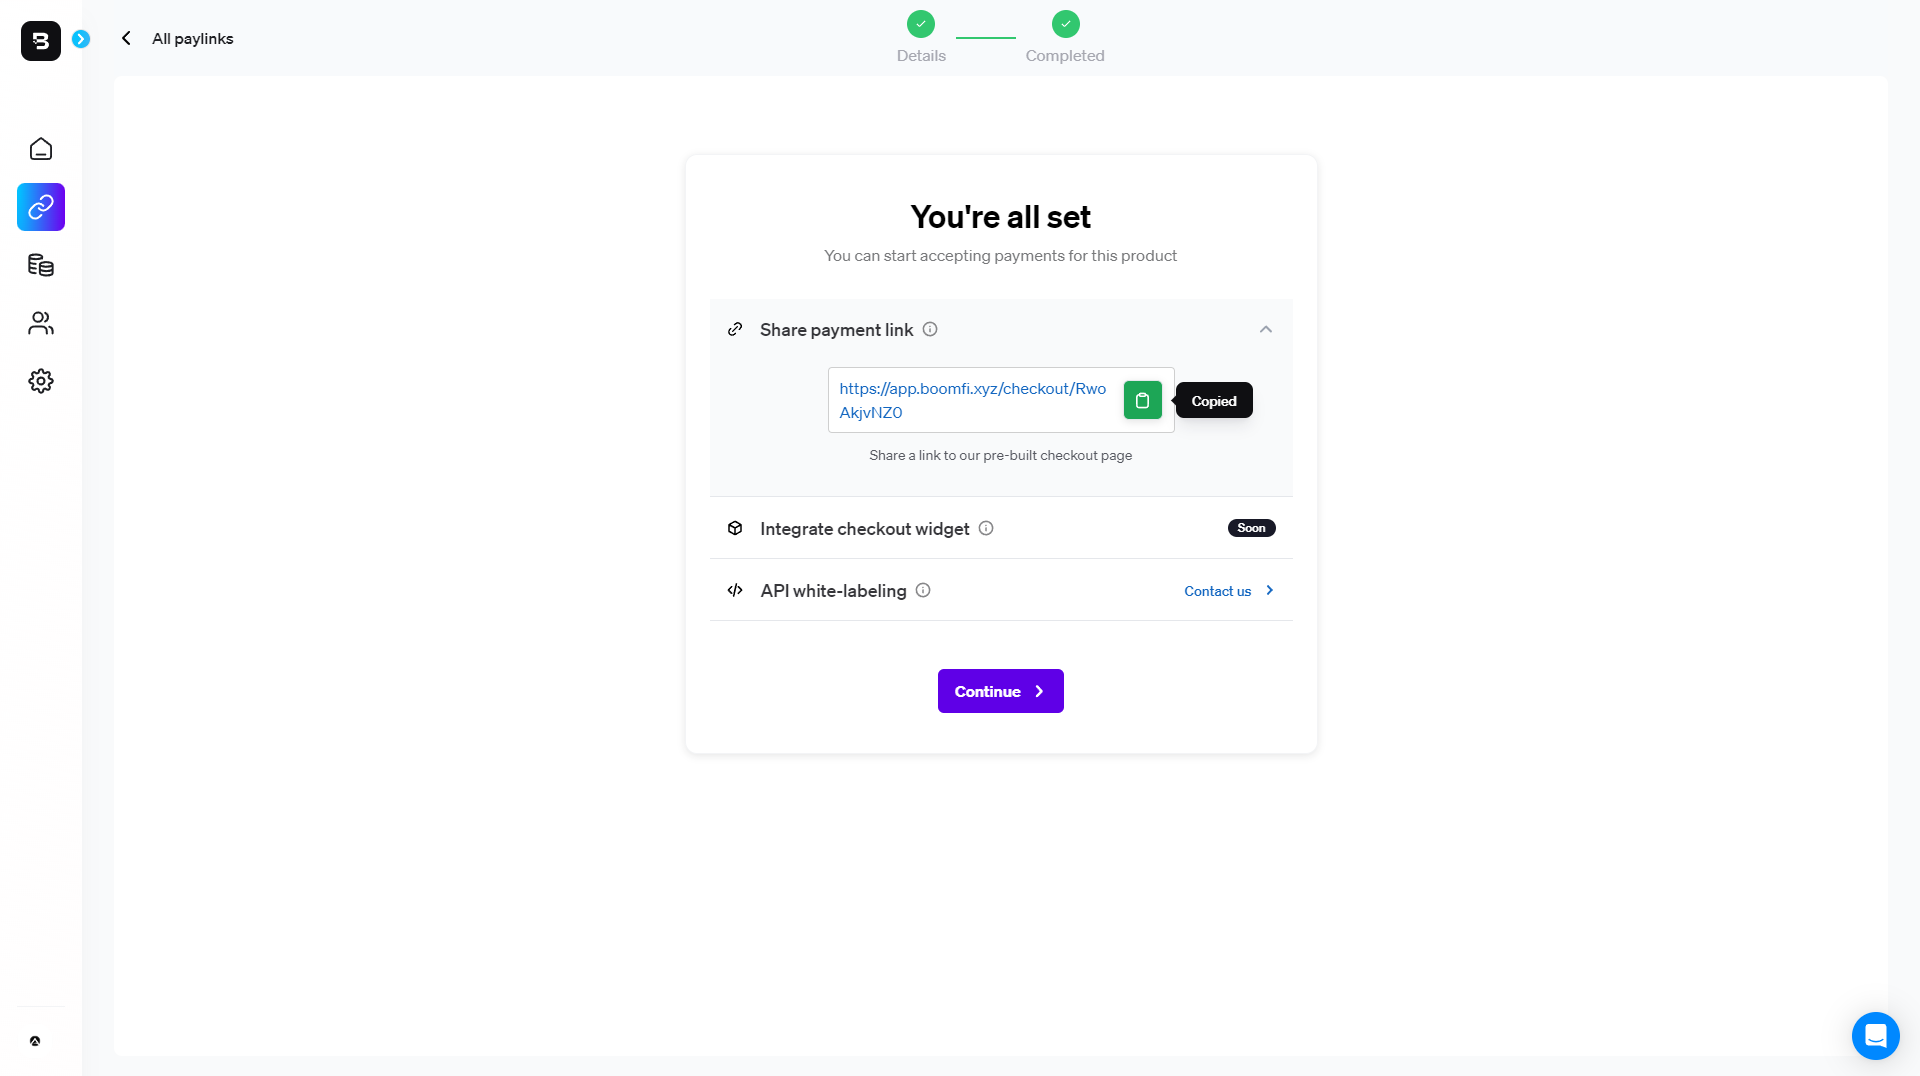 B
All paylinks
Details
Completed
You're all set
You can start accepting payments for this product
Share payment link
https://app.boomfi.xyz/checkout/Rwo
AkjvNZ0
Copied
Share a link to our pre-built checkout page
Integrate checkout widget
Soon
API white-labeling
Contact us
Continue